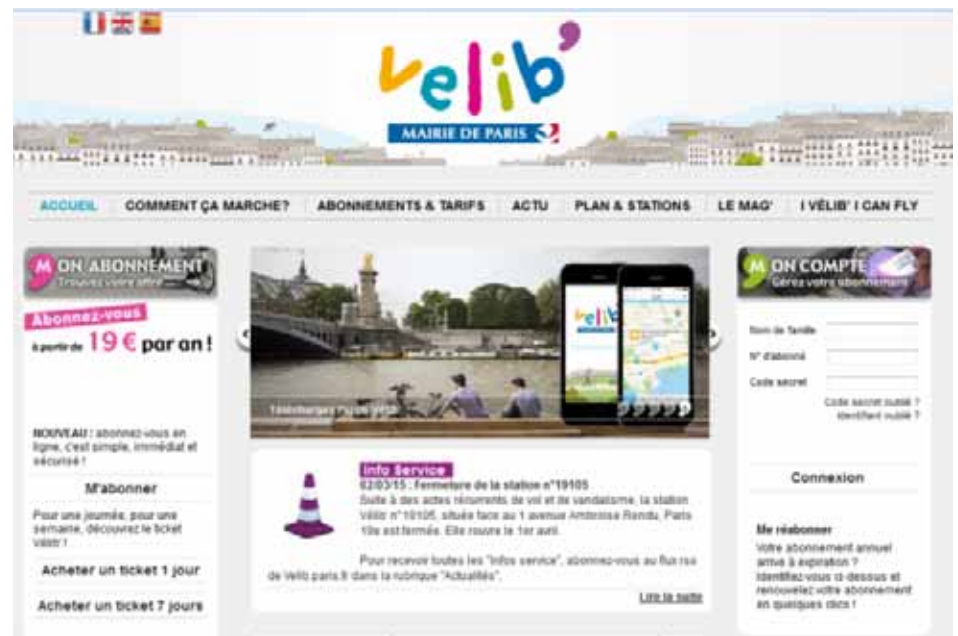 velib'
MAIRIE DE PARIS
ACCUEIL
COMMENT ÇA MARCHE?
ABONNEMENTS & TARIFS
ACTU
PLAN & STATIONS
LE MAG'
I VÉLIB' I CAN FLY
MON ABONNEMENT
Trouvez votre offre
Abonnez-vous
à partir de 19 € par an !
NOUVEAU : abonnez-vous en
ligne, c'est simple, immédiat et
sécurisé !
M'abonner
Pour une journée, pour une
semaine, découvrez le ticket
Vélib' !
Acheter un ticket 1 jour
Acheter un ticket 7 jours
velib
Téléchargez
Info Service
02/03/15 : Fermeture de la station n°19105
Suite à des actes récurrents de vol et de vandalisme, la station
Vélib' n°19105, située face au 1 avenue Ambroise Rendu, Paris
19e est fermée. Elle rouvre le 1er avril.
Pour recevoir toutes les "Infos service", abonnez-vous au flux rss
de Velib.paris.fr dans la rubrique "Actualités".
Lire la suite
MON COMPTE
Gérez votre abonnement
Nom de famille
N° d'abonné
Code secret
Code secret oublié ?
Identifiant oublié ?
Connexion
Me réabonner
Votre abonnement annuel
arrive à expiration ?
Identifiez-vous ci-dessus et
renouvelez votre abonnement
en quelques clics !